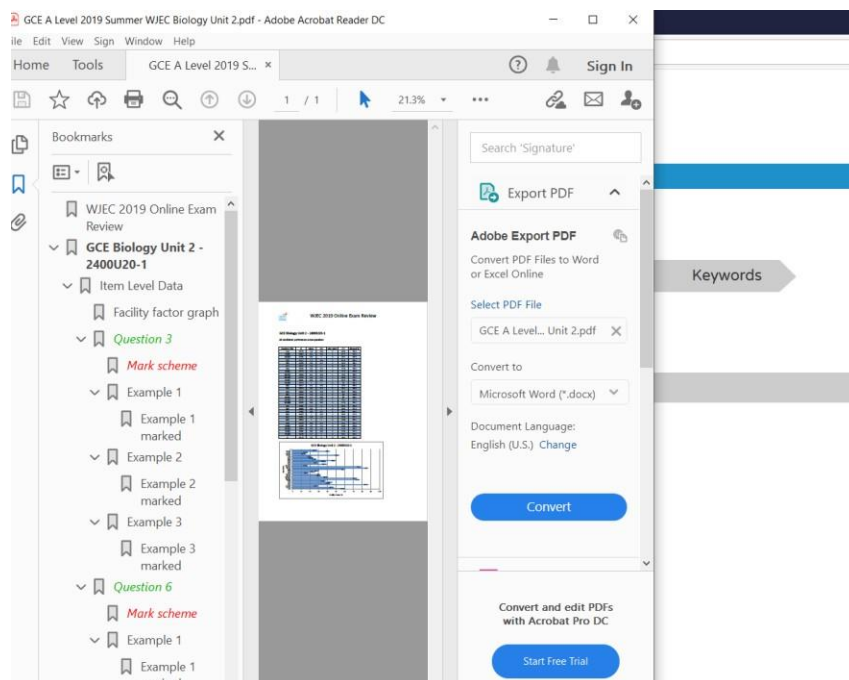 GCE A Level 2019 Summer WJEC Biology Unit 2.pdf - Adobe Acrobat Reader DC
ile Edit View Sign Window Help
Home Tools GCE A Level 2019 S... ×
Sign In
1 / 1 21.3%
Bookmarks
WJEC 2019 Online Exam
Review
GCE Biology Unit 2 -
2400U20-1
Item Level Data
Facility factor graph
Question 3
Mark scheme
Example 1
Example 1
marked
Example 2
Example 2
marked
Example 3
Example 3
marked
Question 6
Mark scheme
Example 1
Example 1
WJEC 2019 Online Exam Review
Search 'Signature'
Export PDF
Adobe Export PDF
Convert PDF Files to Word
or Excel Online
Select PDF File
GCE A Level... Unit 2.pdf
Convert to
Microsoft Word (*.docx)
Document Language:
English (U.S.) Change
Convert
Convert and edit PDFs
with Acrobat Pro DC
Start Free Trial
Keywords